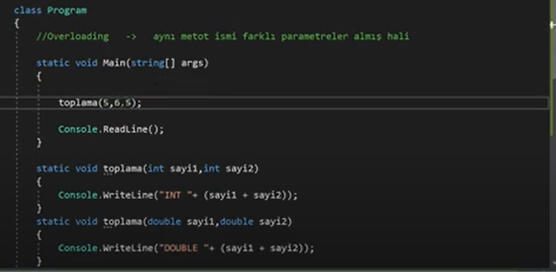 class Program
{
//Overloading -> aynı metot ismi farklı parametreler almış hali
static void Main(string[] args)
{
toplama(5,6.5);
Console.ReadLine();
}
static void toplama(int sayi1,int sayi2)
{
Console.WriteLine("INT "+ (sayi1 + sayi2));
}
static void toplama(double sayi1,double sayi2)
{
Console.WriteLine("DOUBLE "+ (sayi1 + sayi2));
}